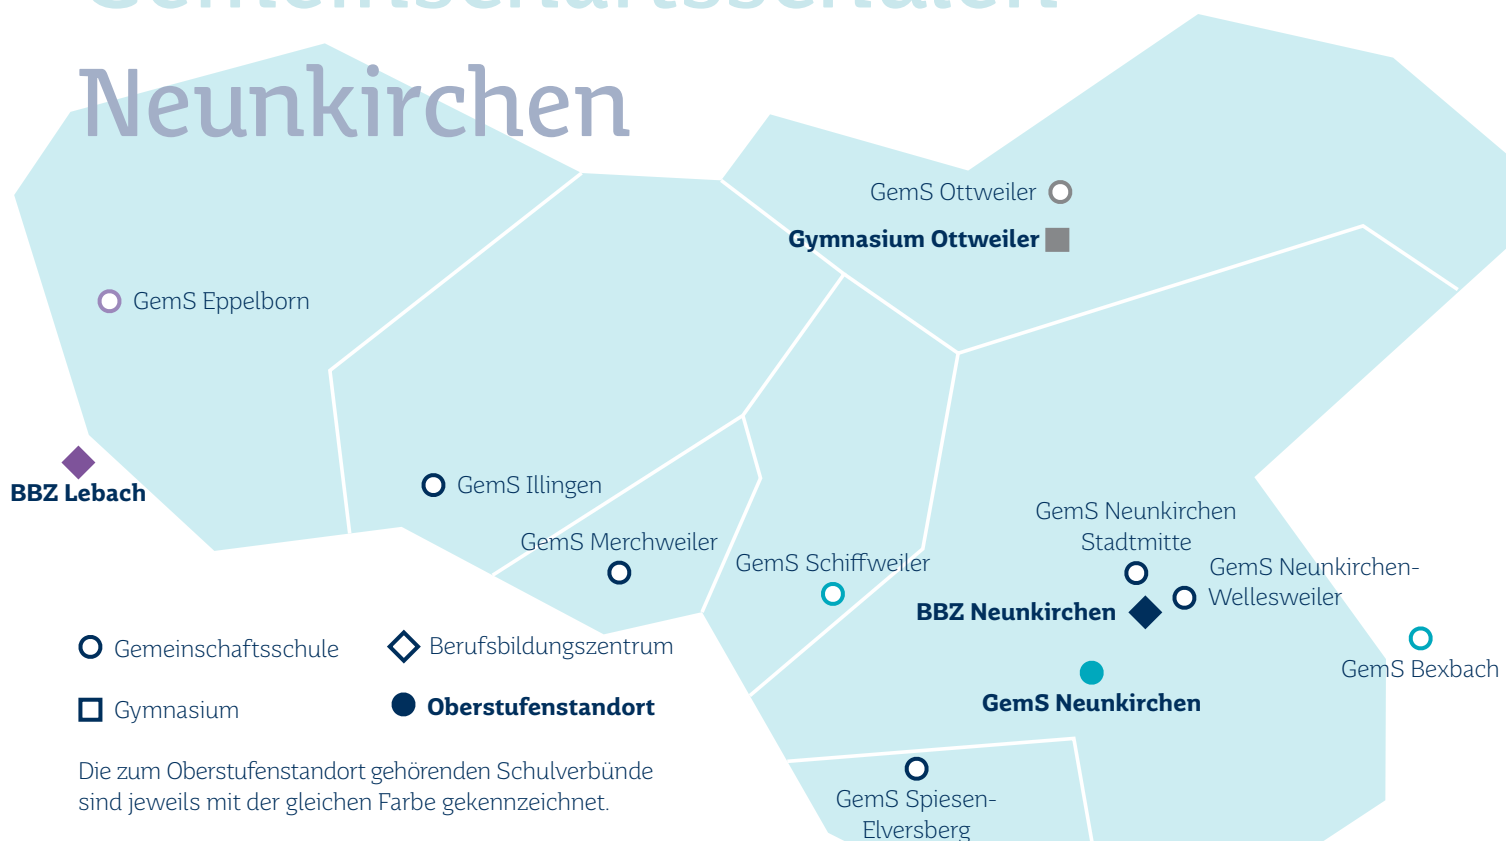 Gemeinschaftsschulen
Neunkirchen
GemS Ottweiler
Gymnasium Ottweiler
GemS Eppelborn
BBZ Lebach
GemS Illingen
GemS Merchweiler
GemS Schiffweiler
GemS Neunkirchen
Stadtmitte
GemS Neunkirchen-
Wellesweiler
BBZ Neunkirchen
GemS Bexbach
GemS Neunkirchen
GemS Spiesen-
Elversberg
Gemeinschaftsschule
Berufsbildungszentrum
Gymnasium
Oberstufenstandort
Die zum Oberstufenstandort gehörenden Schulverbünde
sind jeweils mit der gleichen Farbe gekennzeichnet.